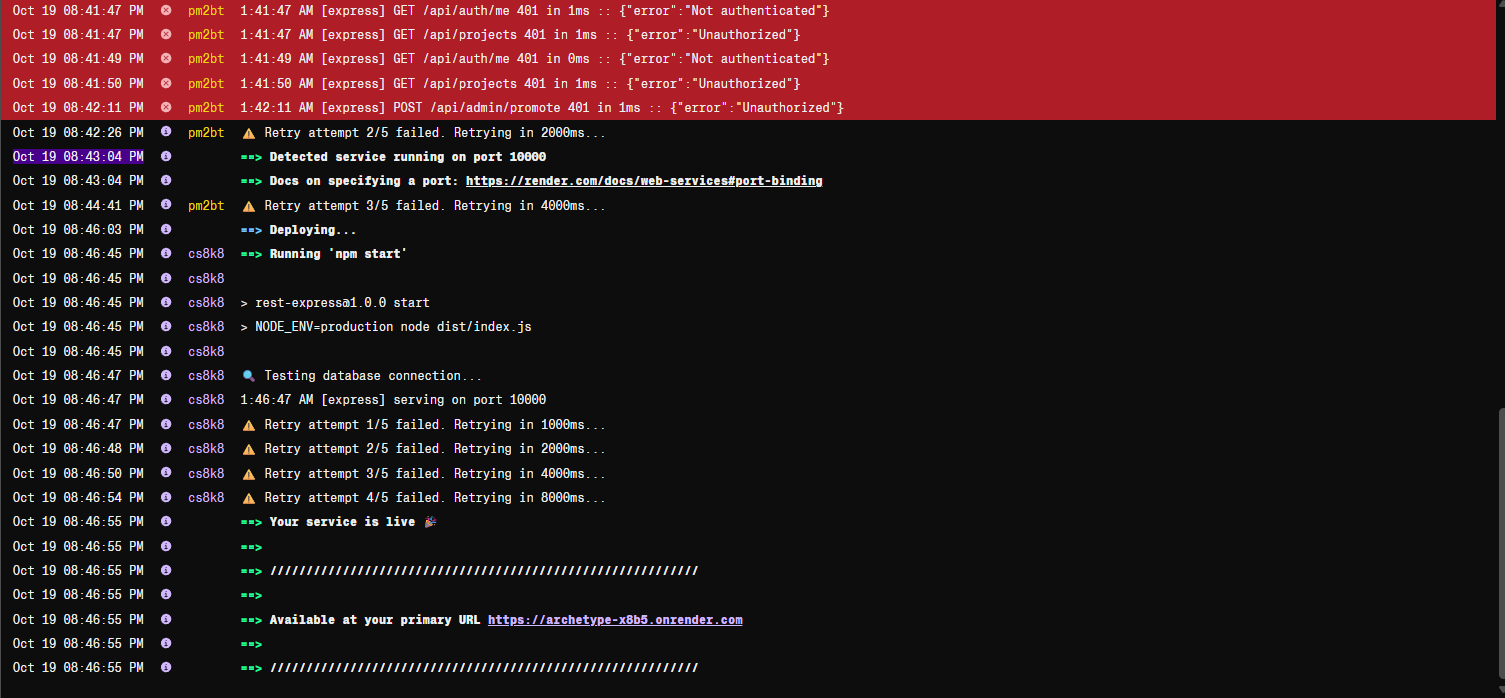 Oct 19 08:41:47 PM pm2bt 1:41:47 AM [express] GET /api/auth/me 401 in 1ms :: {"error":"Not authenticated"}
Oct 19 08:41:47 PM pm2bt 1:41:47 AM [express] GET /api/projects 401 in 1ms :: {"error":"Unauthorized"}
Oct 19 08:41:49 PM pm2bt 1:41:49 AM [express] GET /api/auth/me 401 in 0ms :: {"error":"Not authenticated"}
Oct 19 08:41:50 PM pm2bt 1:41:50 AM [express] GET /api/projects 401 in 1ms :: {"error":"Unauthorized"}
Oct 19 08:42:11 PM pm2bt 1:42:11 AM [express] POST /api/admin/promote 401 in 1ms :: {"error":"Unauthorized"}
Oct 19 08:42:26 PM pm2bt ⚠️ Retry attempt 2/5 failed. Retrying in 2000ms...
Oct 19 08:43:04 PM ==> Detected service running on port 10000
Oct 19 08:43:04 PM ==> Docs on specifying a port: https://render.com/docs/web-services#port-binding
Oct 19 08:44:41 PM pm2bt ⚠️ Retry attempt 3/5 failed. Retrying in 4000ms...
Oct 19 08:46:03 PM ==> Deploying...
Oct 19 08:46:45 PM cs8k8 ==> Running 'npm start'
Oct 19 08:46:45 PM cs8k8
Oct 19 08:46:45 PM cs8k8 > rest-express@1.0.0 start
Oct 19 08:46:45 PM cs8k8 > NODE_ENV=production node dist/index.js
Oct 19 08:46:45 PM cs8k8
Oct 19 08:46:47 PM cs8k8 🔍 Testing database connection...
Oct 19 08:46:47 PM cs8k8 1:46:47 AM [express] serving on port 10000
Oct 19 08:46:47 PM cs8k8 ⚠️ Retry attempt 1/5 failed. Retrying in 1000ms...
Oct 19 08:46:48 PM cs8k8 ⚠️ Retry attempt 2/5 failed. Retrying in 2000ms...
Oct 19 08:46:50 PM cs8k8 ⚠️ Retry attempt 3/5 failed. Retrying in 4000ms...
Oct 19 08:46:54 PM cs8k8 ⚠️ Retry attempt 4/5 failed. Retrying in 8000ms...
Oct 19 08:46:55 PM ==> Your service is live 🎉
Oct 19 08:46:55 PM ==>
Oct 19 08:46:55 PM ==> ///////////////////////////////////////////////////////////
Oct 19 08:46:55 PM ==>
Oct 19 08:46:55 PM ==> Available at your primary URL https://archetype-x8b5.onrender.com
Oct 19 08:46:55 PM ==>
Oct 19 08:46:55 PM ==> ///////////////////////////////////////////////////////////